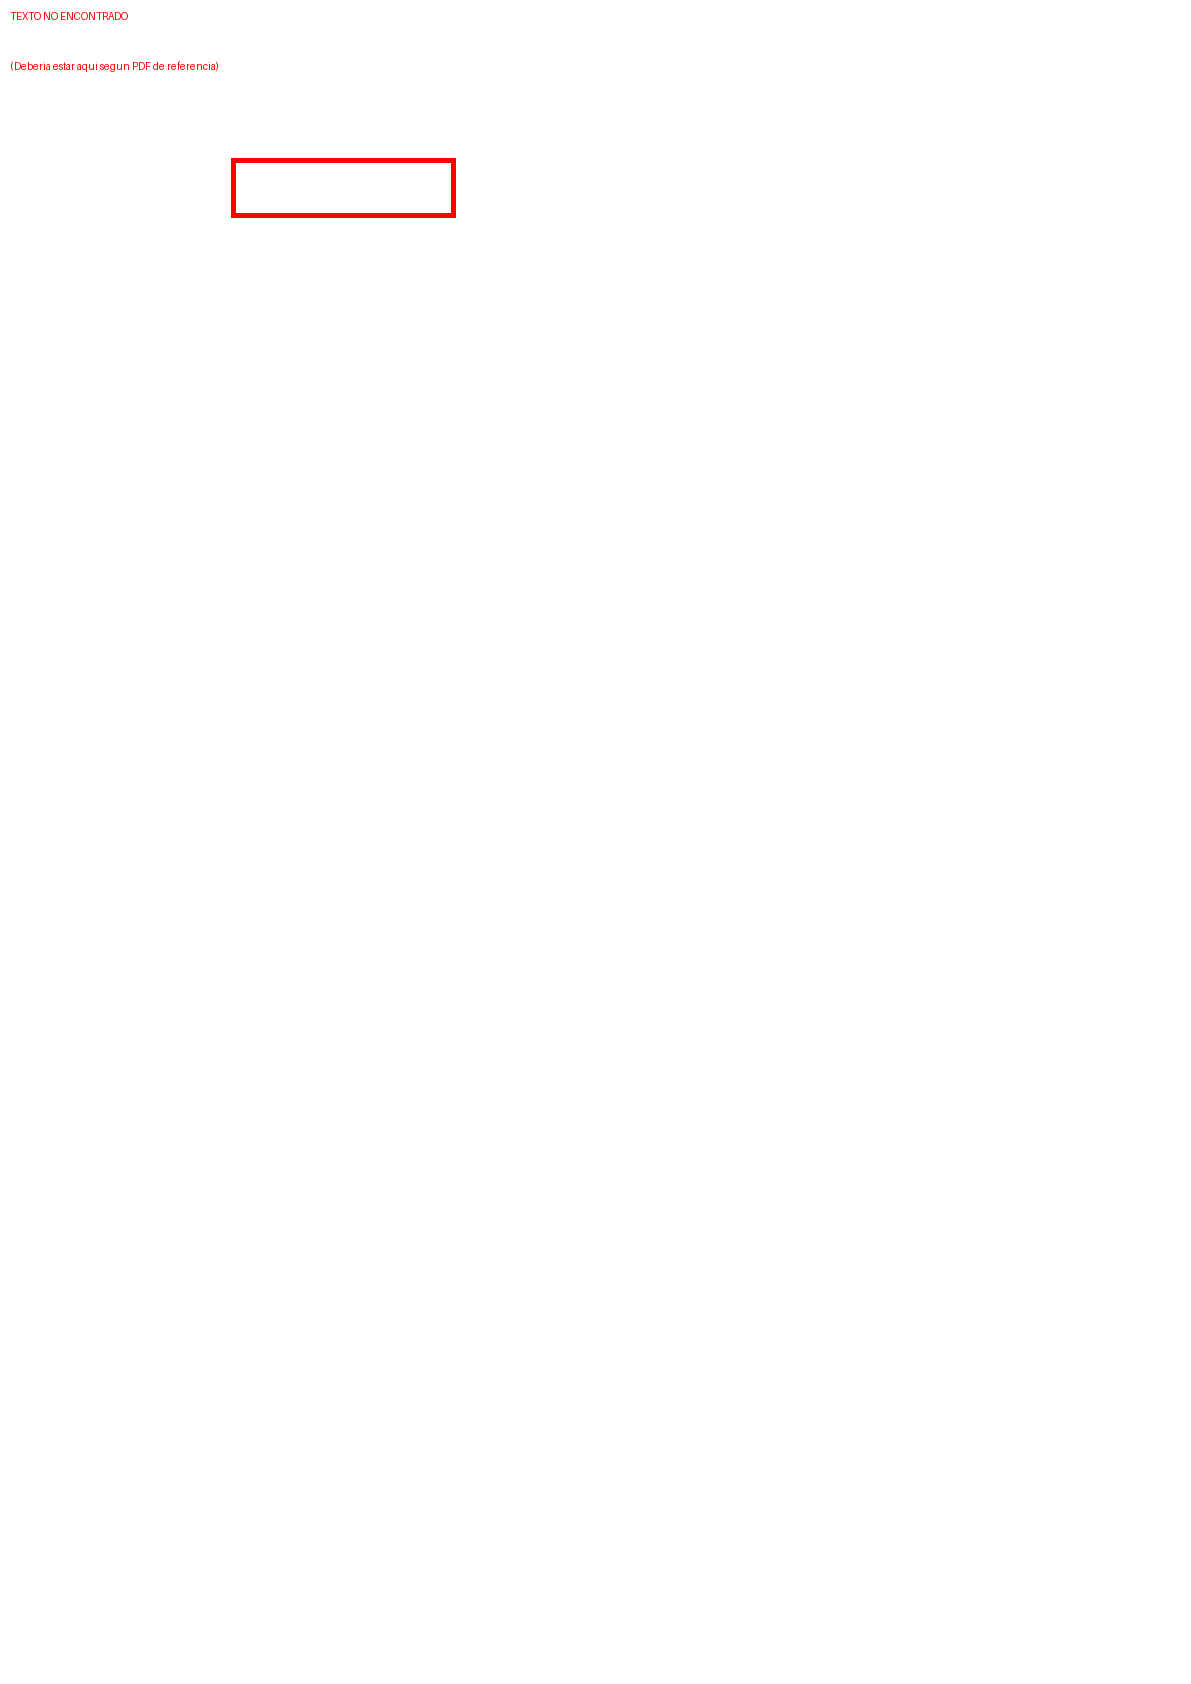 TEXTO NO ENCONTRADO
(Deberia estar aqui segun PDF de referencia)